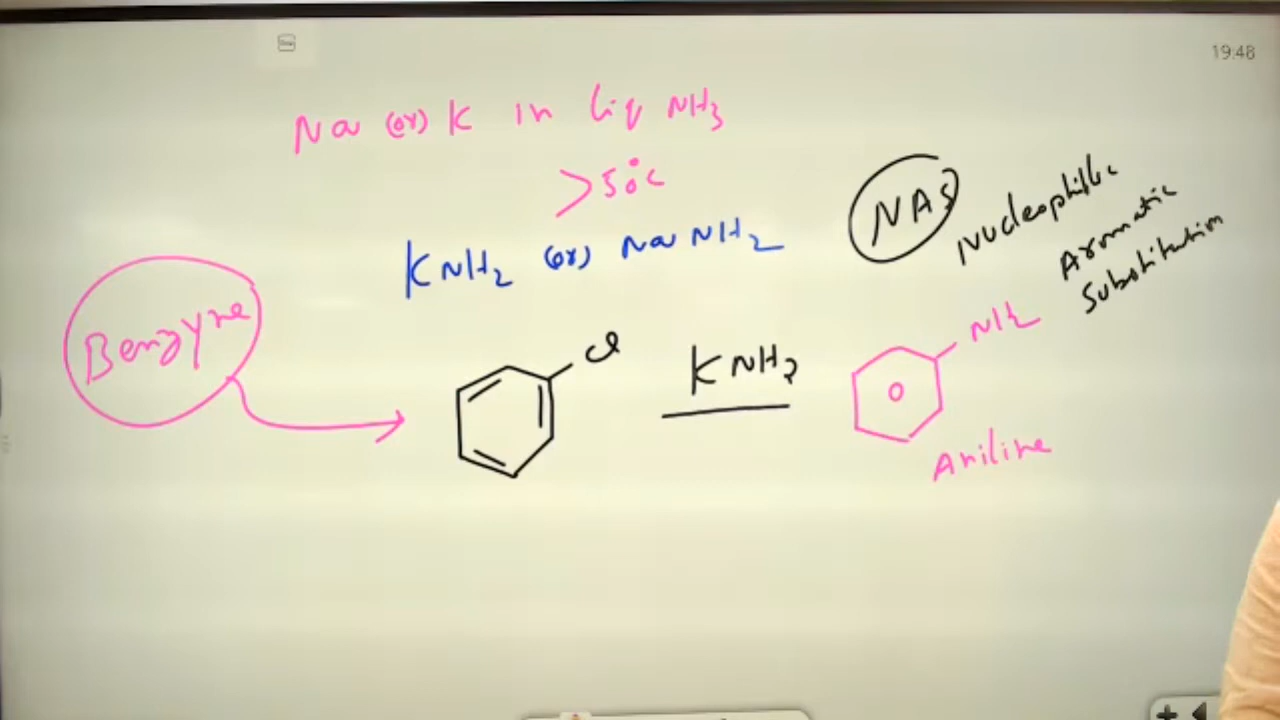 19:48
Na (or) K in liq NH3
>50°C
KNH2 (or) NaNH2
NAS
Nucleophilic
Aromatic
Substitution
Benzyne
Cl
KNH2
NH2
Aniline